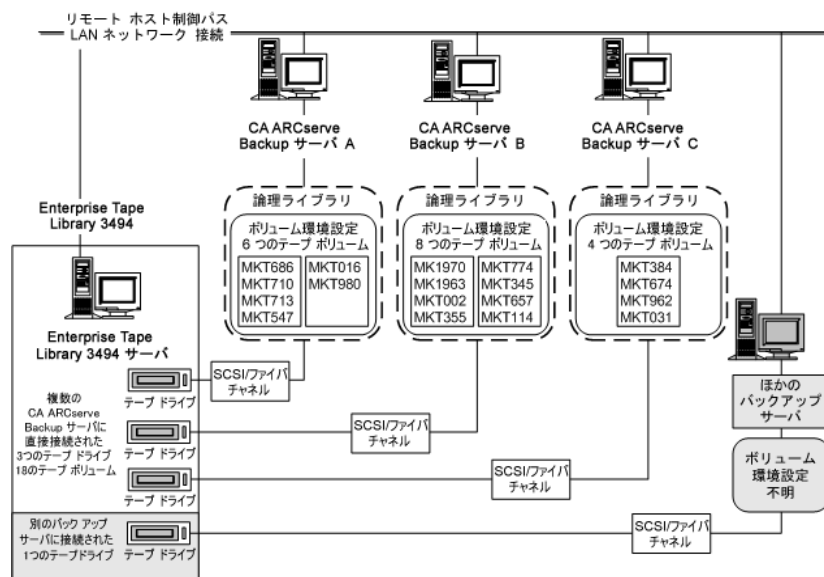 リモート ホスト制御パス
LAN ネットワーク 接続
CA ARCserve
Backup サーバ A
CA ARCserve
Backup サーバ B
CA ARCserve
Backup サーバ C
論理ライブラリ
ボリューム環境設定
6 つのテープ ボリューム
MKT686
MKT710
MKT713
MKT547
MKT016
MKT980
論理ライブラリ
ボリューム環境設定
8 つのテープ ボリューム
MK1970
MK1963
MKT002
MKT355
MKT774
MKT345
MKT657
MKT114
論理ライブラリ
ボリューム環境設定
4 つのテープ ボリューム
MKT384
MKT674
MKT962
MKT031
Enterprise Tape
Library 3494
Enterprise Tape
Library 3494 サーバ
複数の
CA ARCserve
Backup サーバに
直接接続された
3つのテープ ドライブ
18のテープ ボリューム
テープ ドライブ
テープ ドライブ
テープ ドライブ
SCSI/ファイバ
チャネル
SCSI/ファイバ
チャネル
SCSI/ファイバ
チャネル
ほかの
バックアップ
サーバ
ボリューム
環境設定
不明
別のバック アップ
サーバに接続された
1つのテープドライブ
テープ ドライブ
SCSI/ファイバ
チャネル